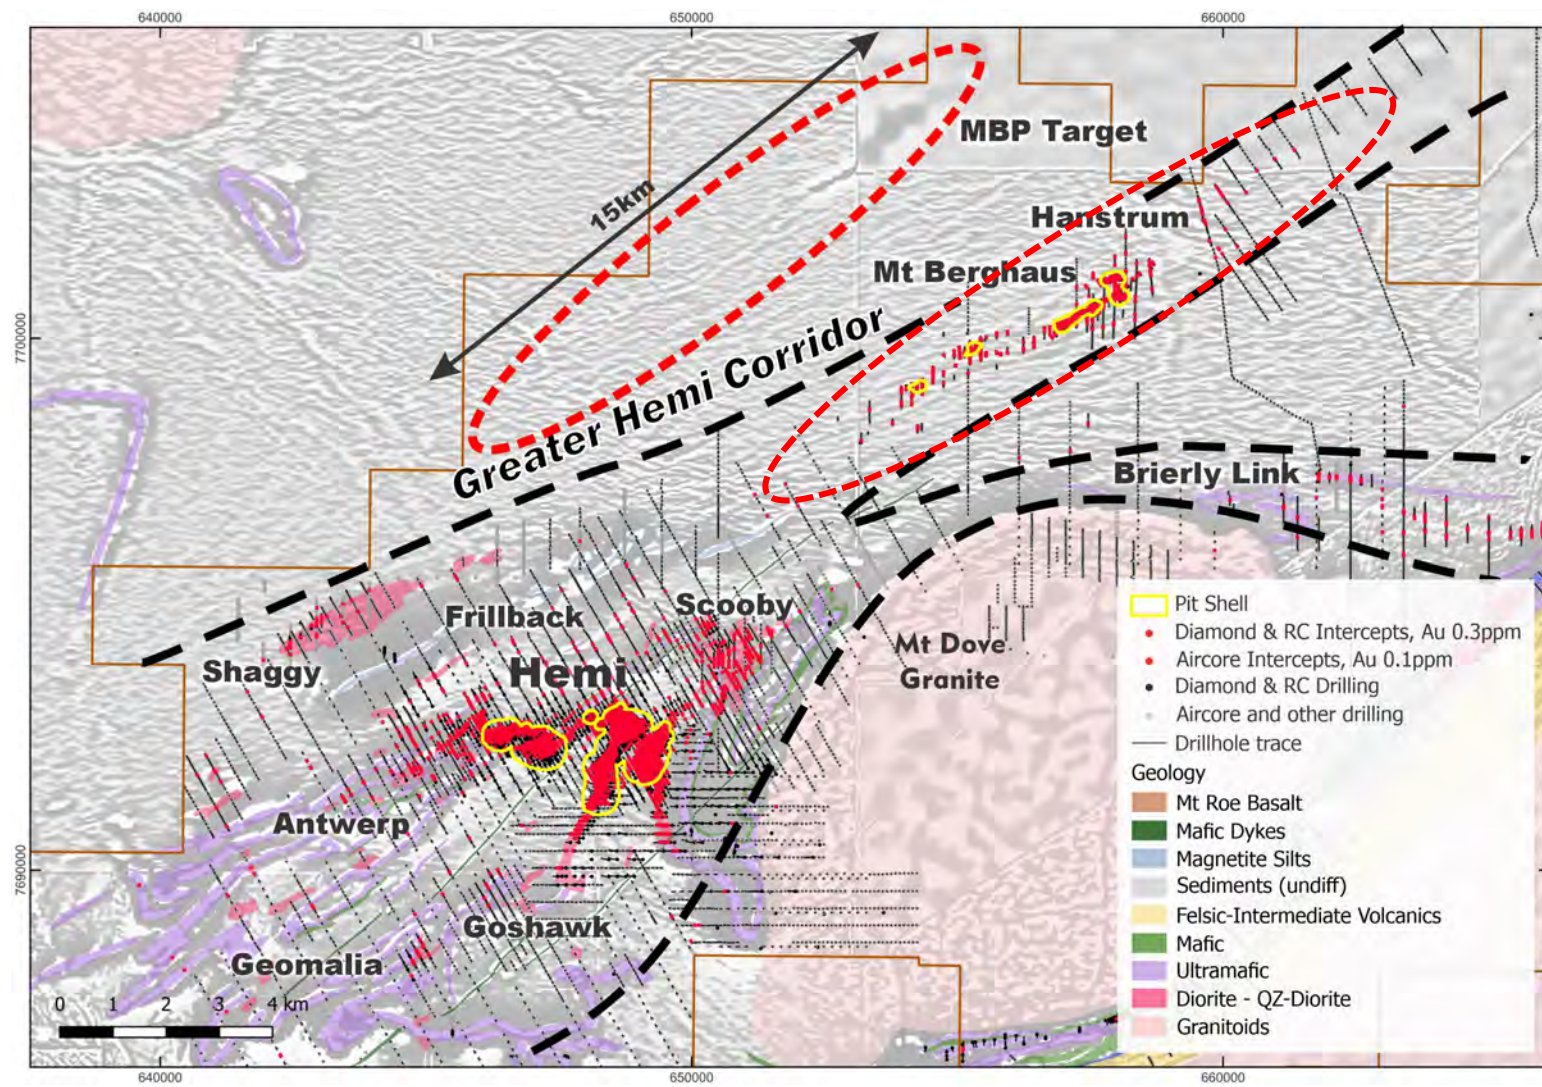 640000
650000
660000
MBP Target
15km
Hanstrum
Mt Berghaus
7700000
Greater Hemi Corridor
Brierly Link
Frillback
Scooby
Shaggy
Hemi
Mt Dove
Granite
Antwerp
7690000
Goshawk
Geomalia
0 1 2 3 4 km
Pit Shell
Diamond & RC Intercepts, Au 0.3ppm
Aircore Intercepts, Au 0.1ppm
Diamond & RC Drilling
Aircore and other drilling
Drillhole trace
Geology
Mt Roe Basalt
Mafic Dykes
Magnetite Silts
Sediments (undiff)
Felsic-Intermediate Volcanics
Mafic
Ultramafic
Diorite - QZ-Diorite
Granitoids
640000
650000
660000